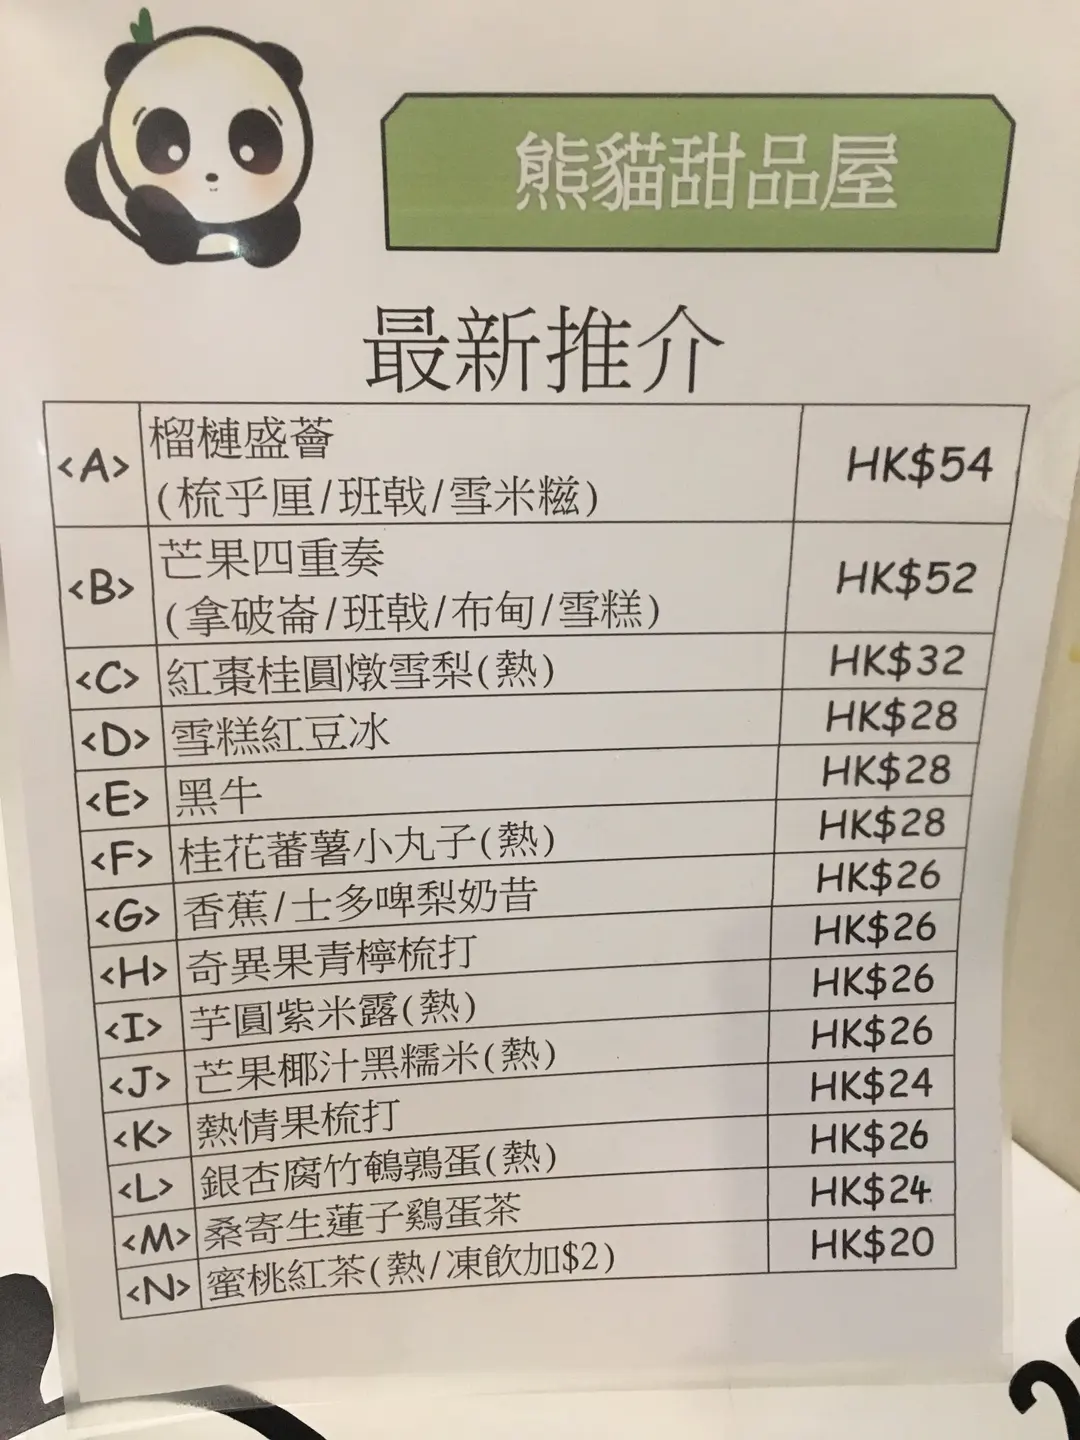 熊貓甜品屋
最新推介
<A> 榴槤盛薈 HK$54
(梳乎厘/班戟/雪米糍)
<B> 芒果四重奏 HK$52
(拿破崙/班戟/布甸/雪糕)
<C> 紅棗桂圓燉雪梨(熱) HK$32
<D> 雪糕紅豆冰 HK$28
<E> 黑牛 HK$28
<F> 桂花蕃薯小丸子(熱) HK$28
<G> 香蕉/士多啤梨奶昔 HK$26
<H> 奇異果青檸梳打 HK$26
<I> 芋圓紫米露(熱) HK$26
<J> 芒果椰汁黑糯米(熱) HK$26
<K> 熱情果梳打 HK$24
<L> 銀杏腐竹鵪鶉蛋(熱) HK$26
<M> 桑寄生蓮子鷄蛋茶 HK$24
<N> 蜜桃紅茶(熱/凍飲加$2) HK$20